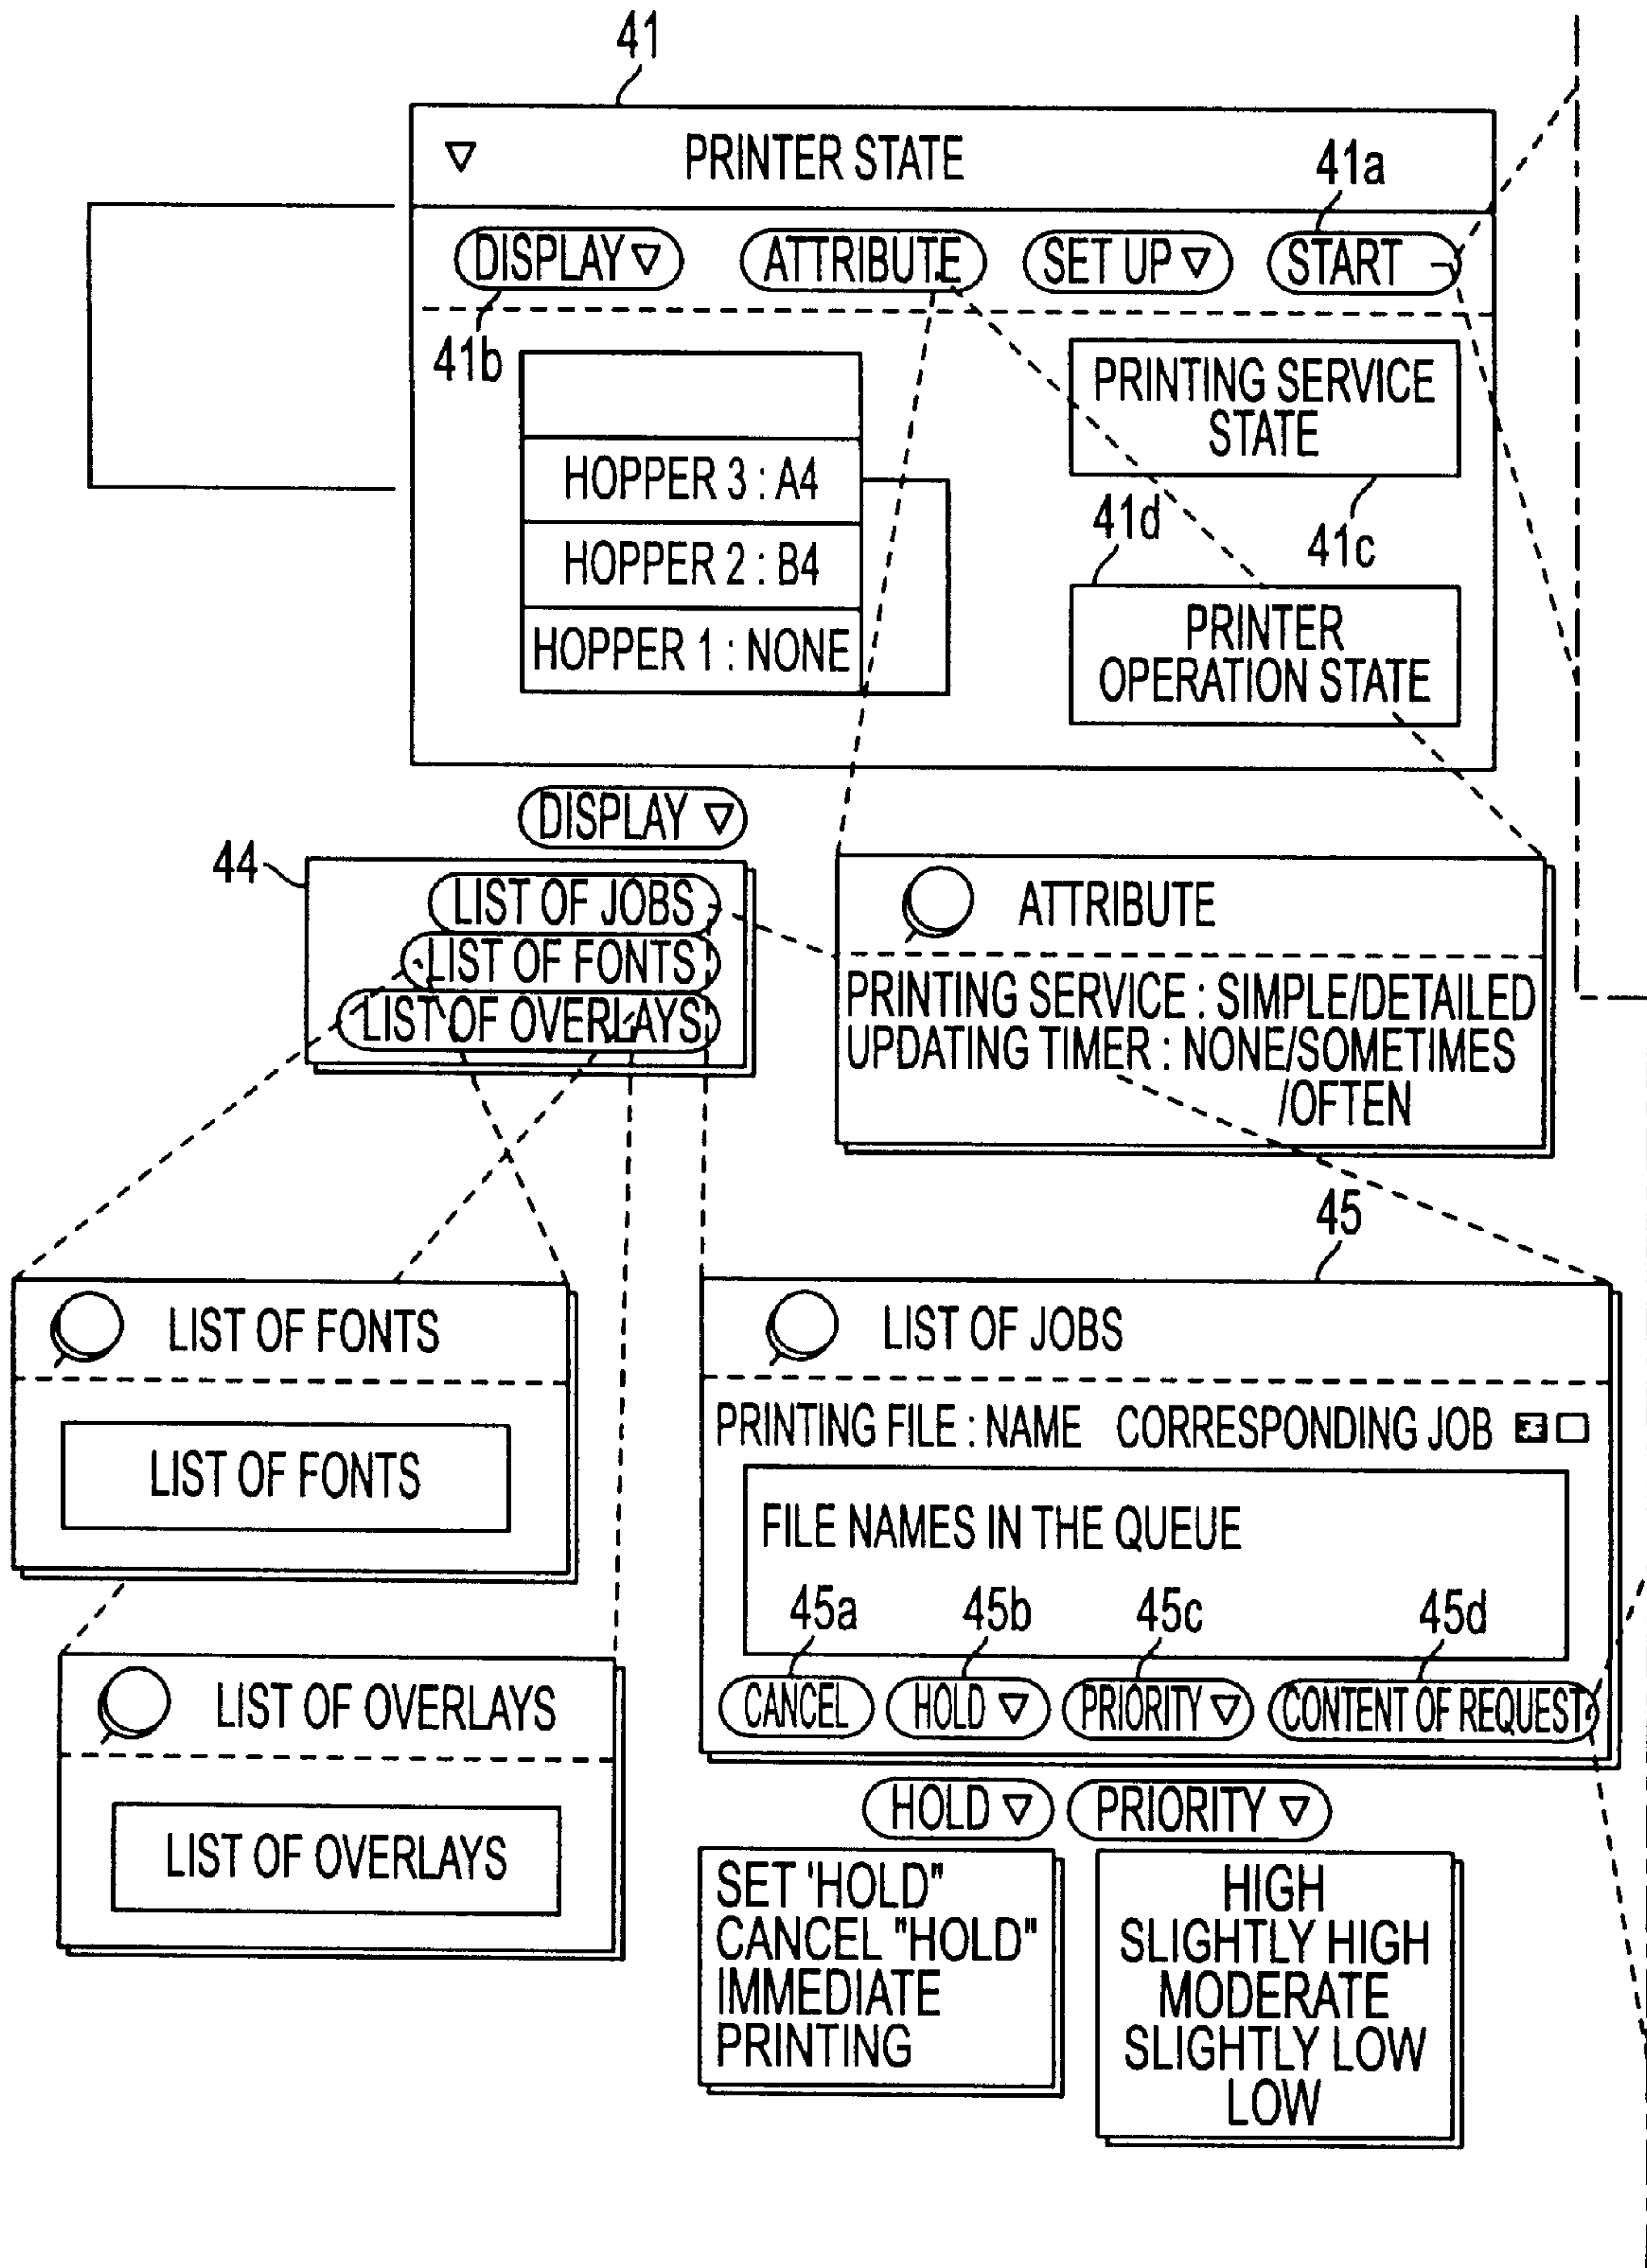 41
PRINTER STATE
41a
DISPLAY ▽ ATTRIBUTE SET UP ▽ START
41b
PRINTING SERVICE
STATE
41c
HOPPER 3 : A4
HOPPER 2 : B4
HOPPER 1 : NONE
41d
PRINTER
OPERATION STATE
DISPLAY ▽
44
LIST OF JOBS
LIST OF FONTS
LIST OF OVERLAYS
ATTRIBUTE
PRINTING SERVICE : SIMPLE/DETAILED
UPDATING TIMER : NONE/SOMETIMES
/OFTEN
LIST OF FONTS
LIST OF FONTS
LIST OF OVERLAYS
LIST OF OVERLAYS
45
LIST OF JOBS
PRINTING FILE : NAME CORRESPONDING JOB
FILE NAMES IN THE QUEUE
45a 45b 45c 45d
CANCEL HOLD ▽ PRIORITY ▽ CONTENT OF REQUEST
HOLD ▽ PRIORITY ▽
SET 'HOLD"
CANCEL "HOLD"
IMMEDIATE
PRINTING
HIGH
SLIGHTLY HIGH
MODERATE
SLIGHTLY LOW
LOW